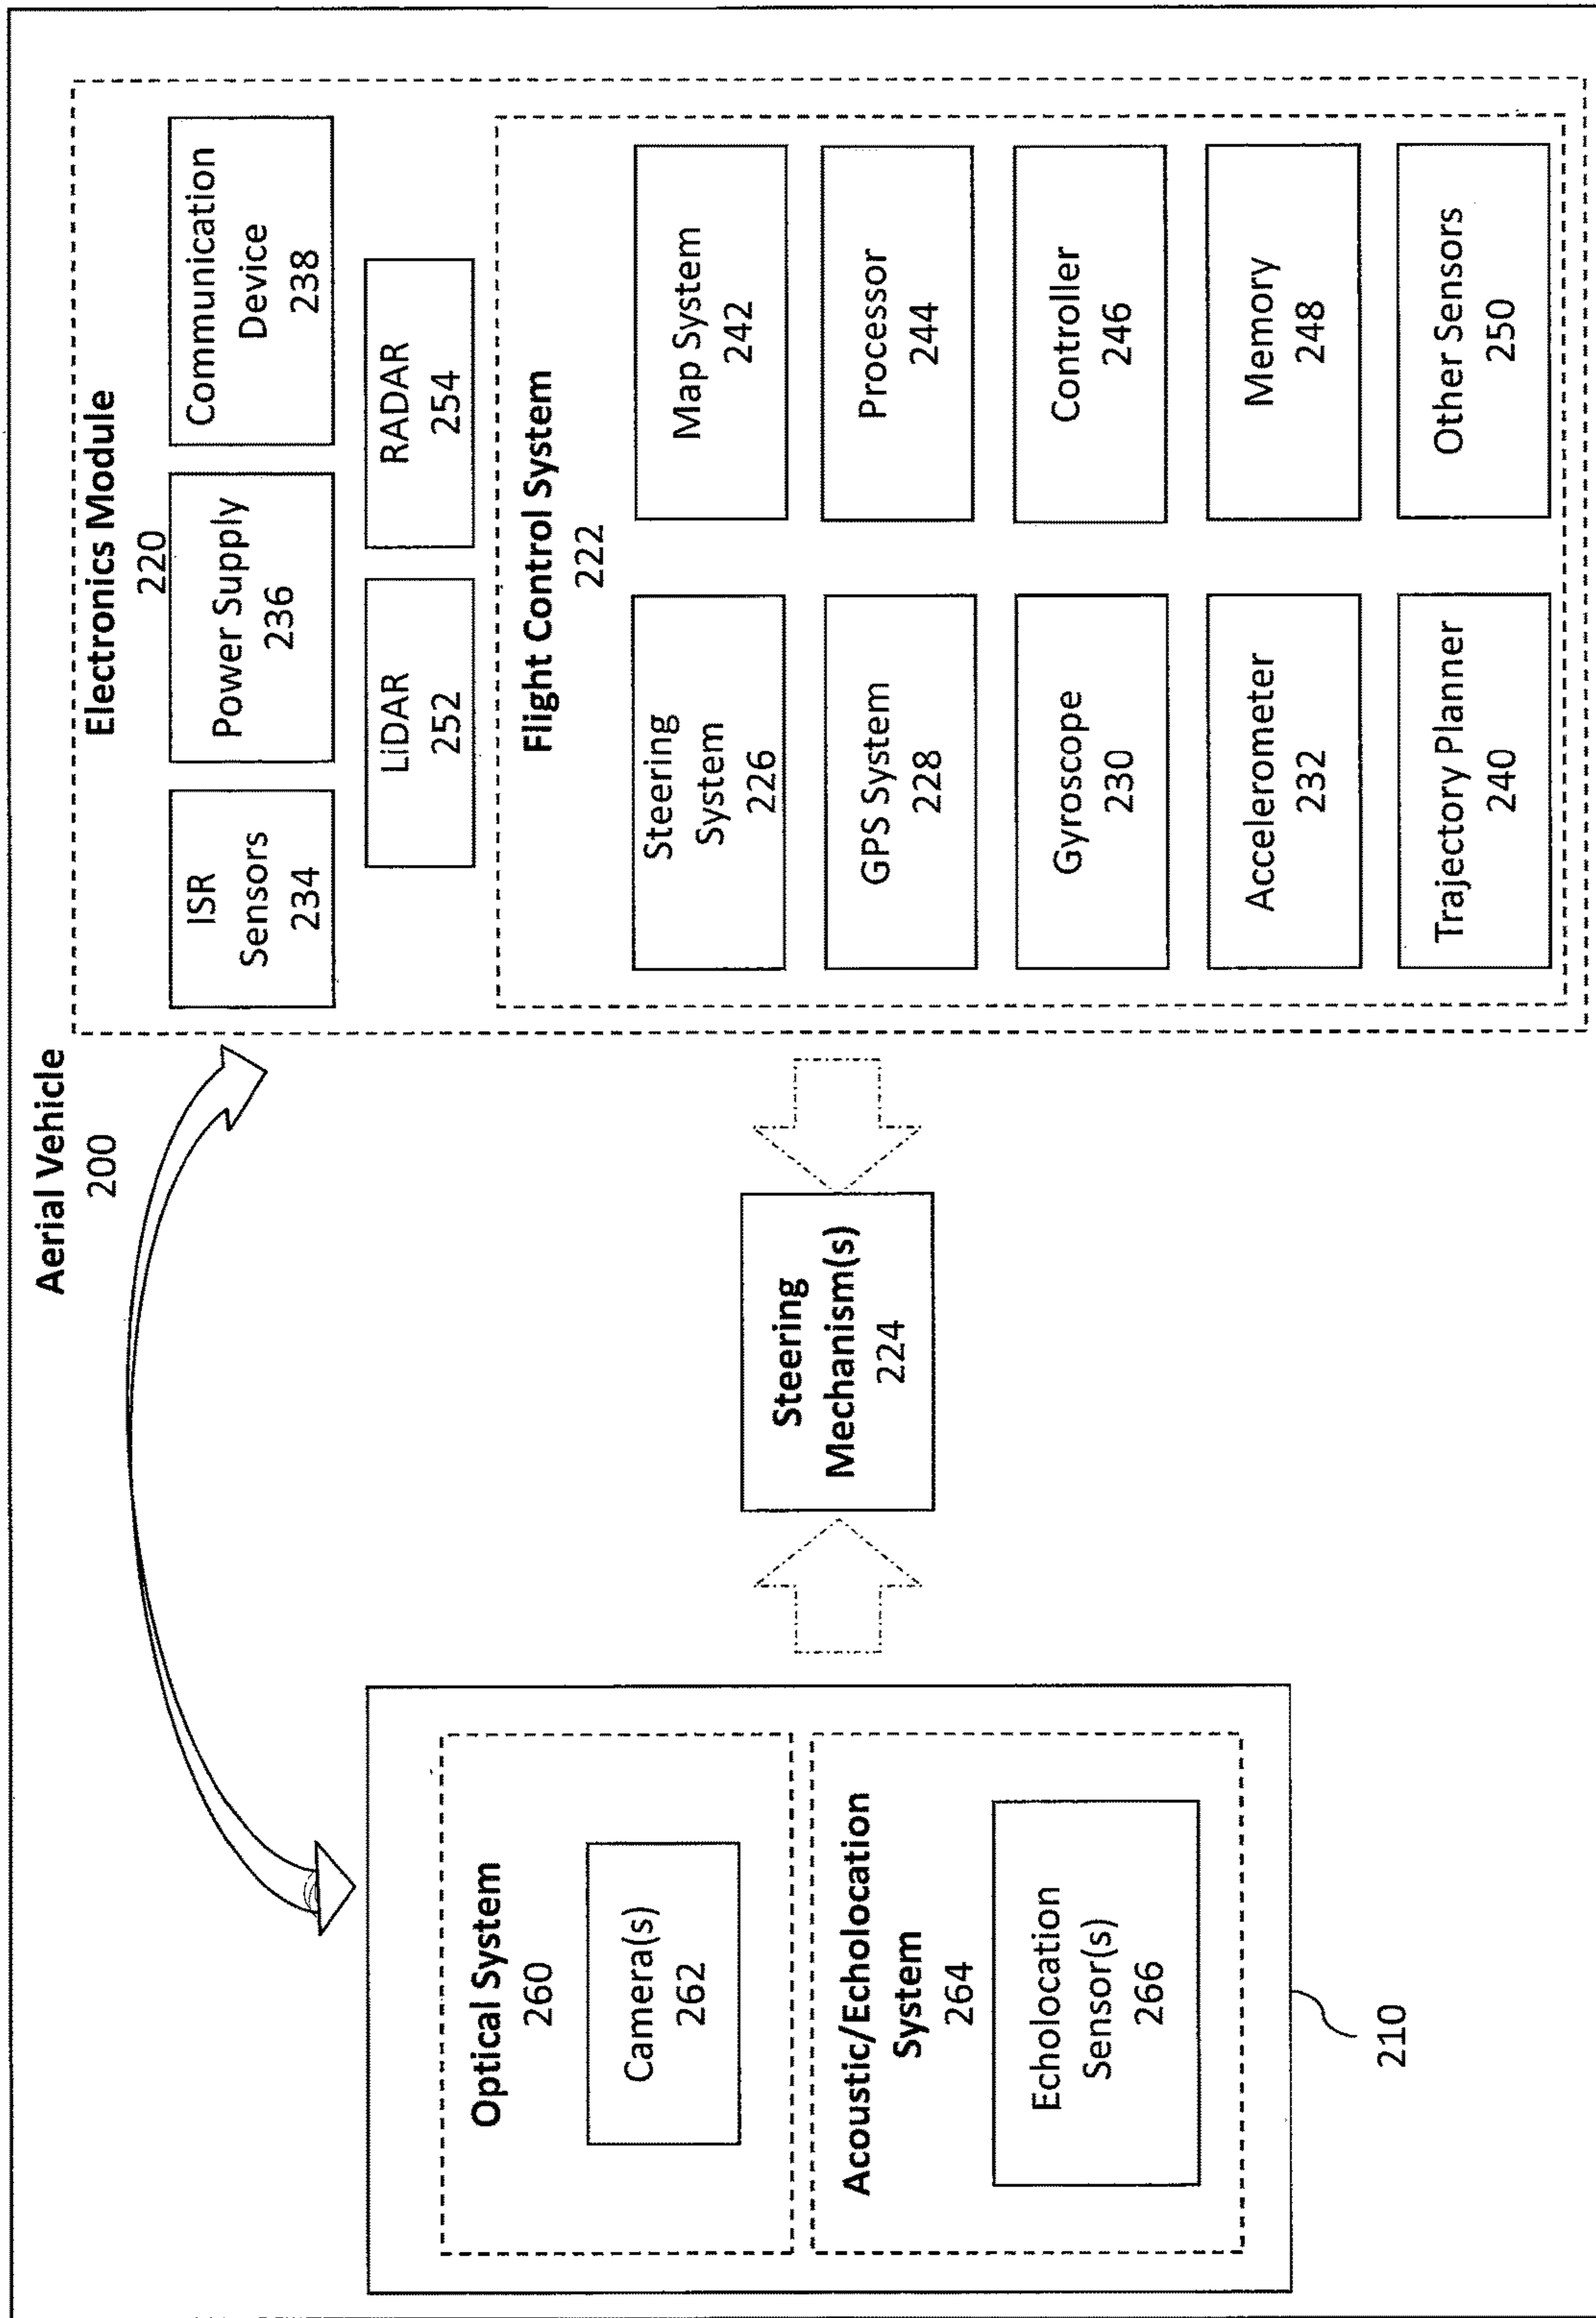 Aerial Vehicle
200
Optical System
260
Camera(s)
262
Acoustic/Echolocation
System
264
Echolocation
Sensor(s)
266
210
Steering
Mechanism(s)
224
Electronics Module
220
ISR
Sensors
234
Power Supply
236
Communication
Device
238
LiDAR
252
RADAR
254
Flight Control System
222
Steering
System
226
Map System
242
GPS System
228
Processor
244
Gyroscope
230
Controller
246
Accelerometer
232
Memory
248
Trajectory Planner
240
Other Sensors
250